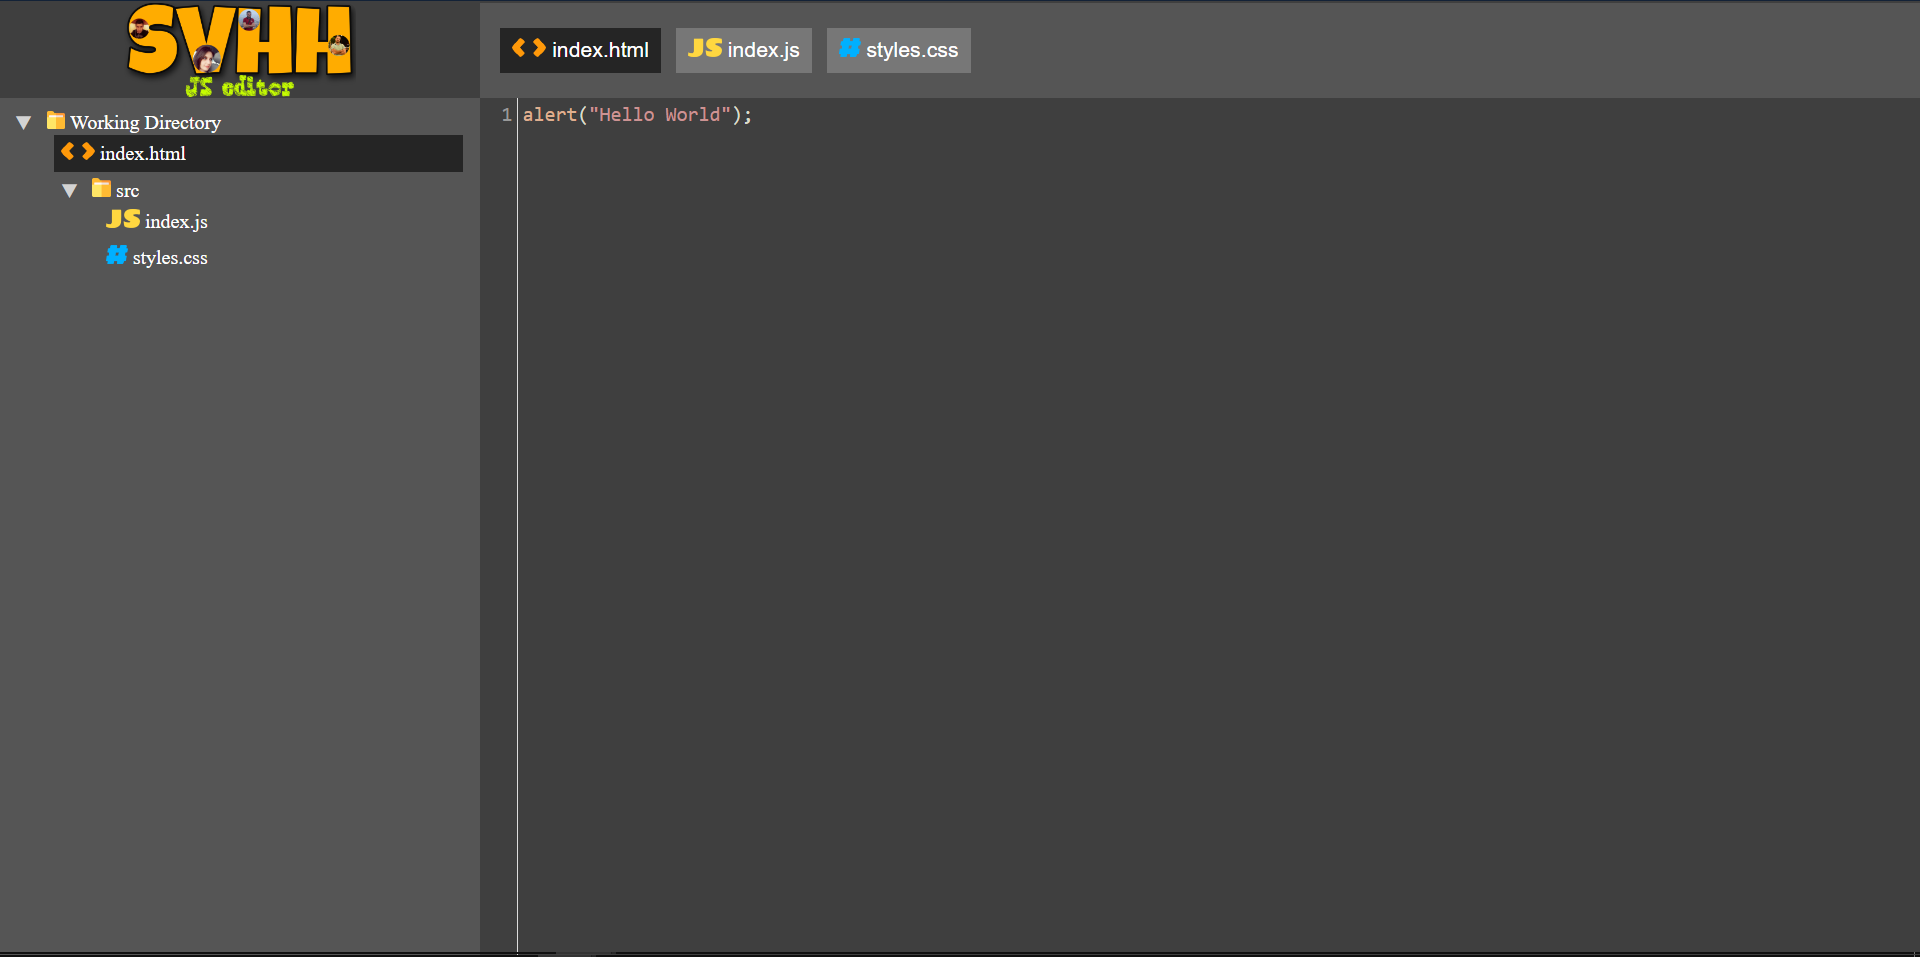 SVHH
JS editor
Working Directory
<> index.html
src
JS index.js
# styles.css
<> index.html JS index.js # styles.css
1 alert("Hello World");